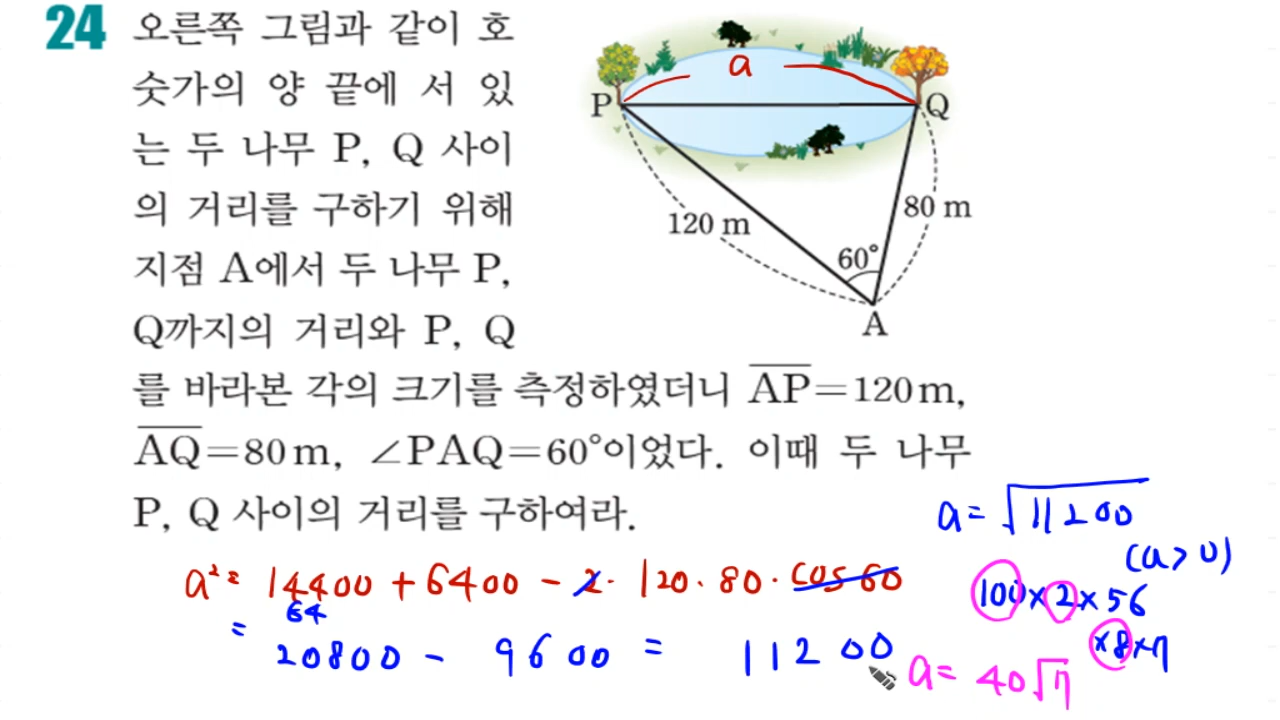 24 오른쪽 그림과 같이 호
숫가의 양 끝에 서 있
는 두 나무 P, Q 사이
의 거리를 구하기 위해
지점 A에서 두 나무 P,
Q까지의 거리와 P, Q
를 바라본 각의 크기를 측정하였더니 AP=120 m,
AQ=80 m, ∠PAQ=60°이었다. 이때 두 나무
P, Q 사이의 거리를 구하여라.
a
P
Q
120 m
80 m
60°
A
a² = 14400 + 6400 - 2 · 120 · 80 · cos 60
64
= 20800 - 9600 = 11200
a = √11200
(a > 0)
100 × 2 × 56
× 8 × 7
a = 40√7